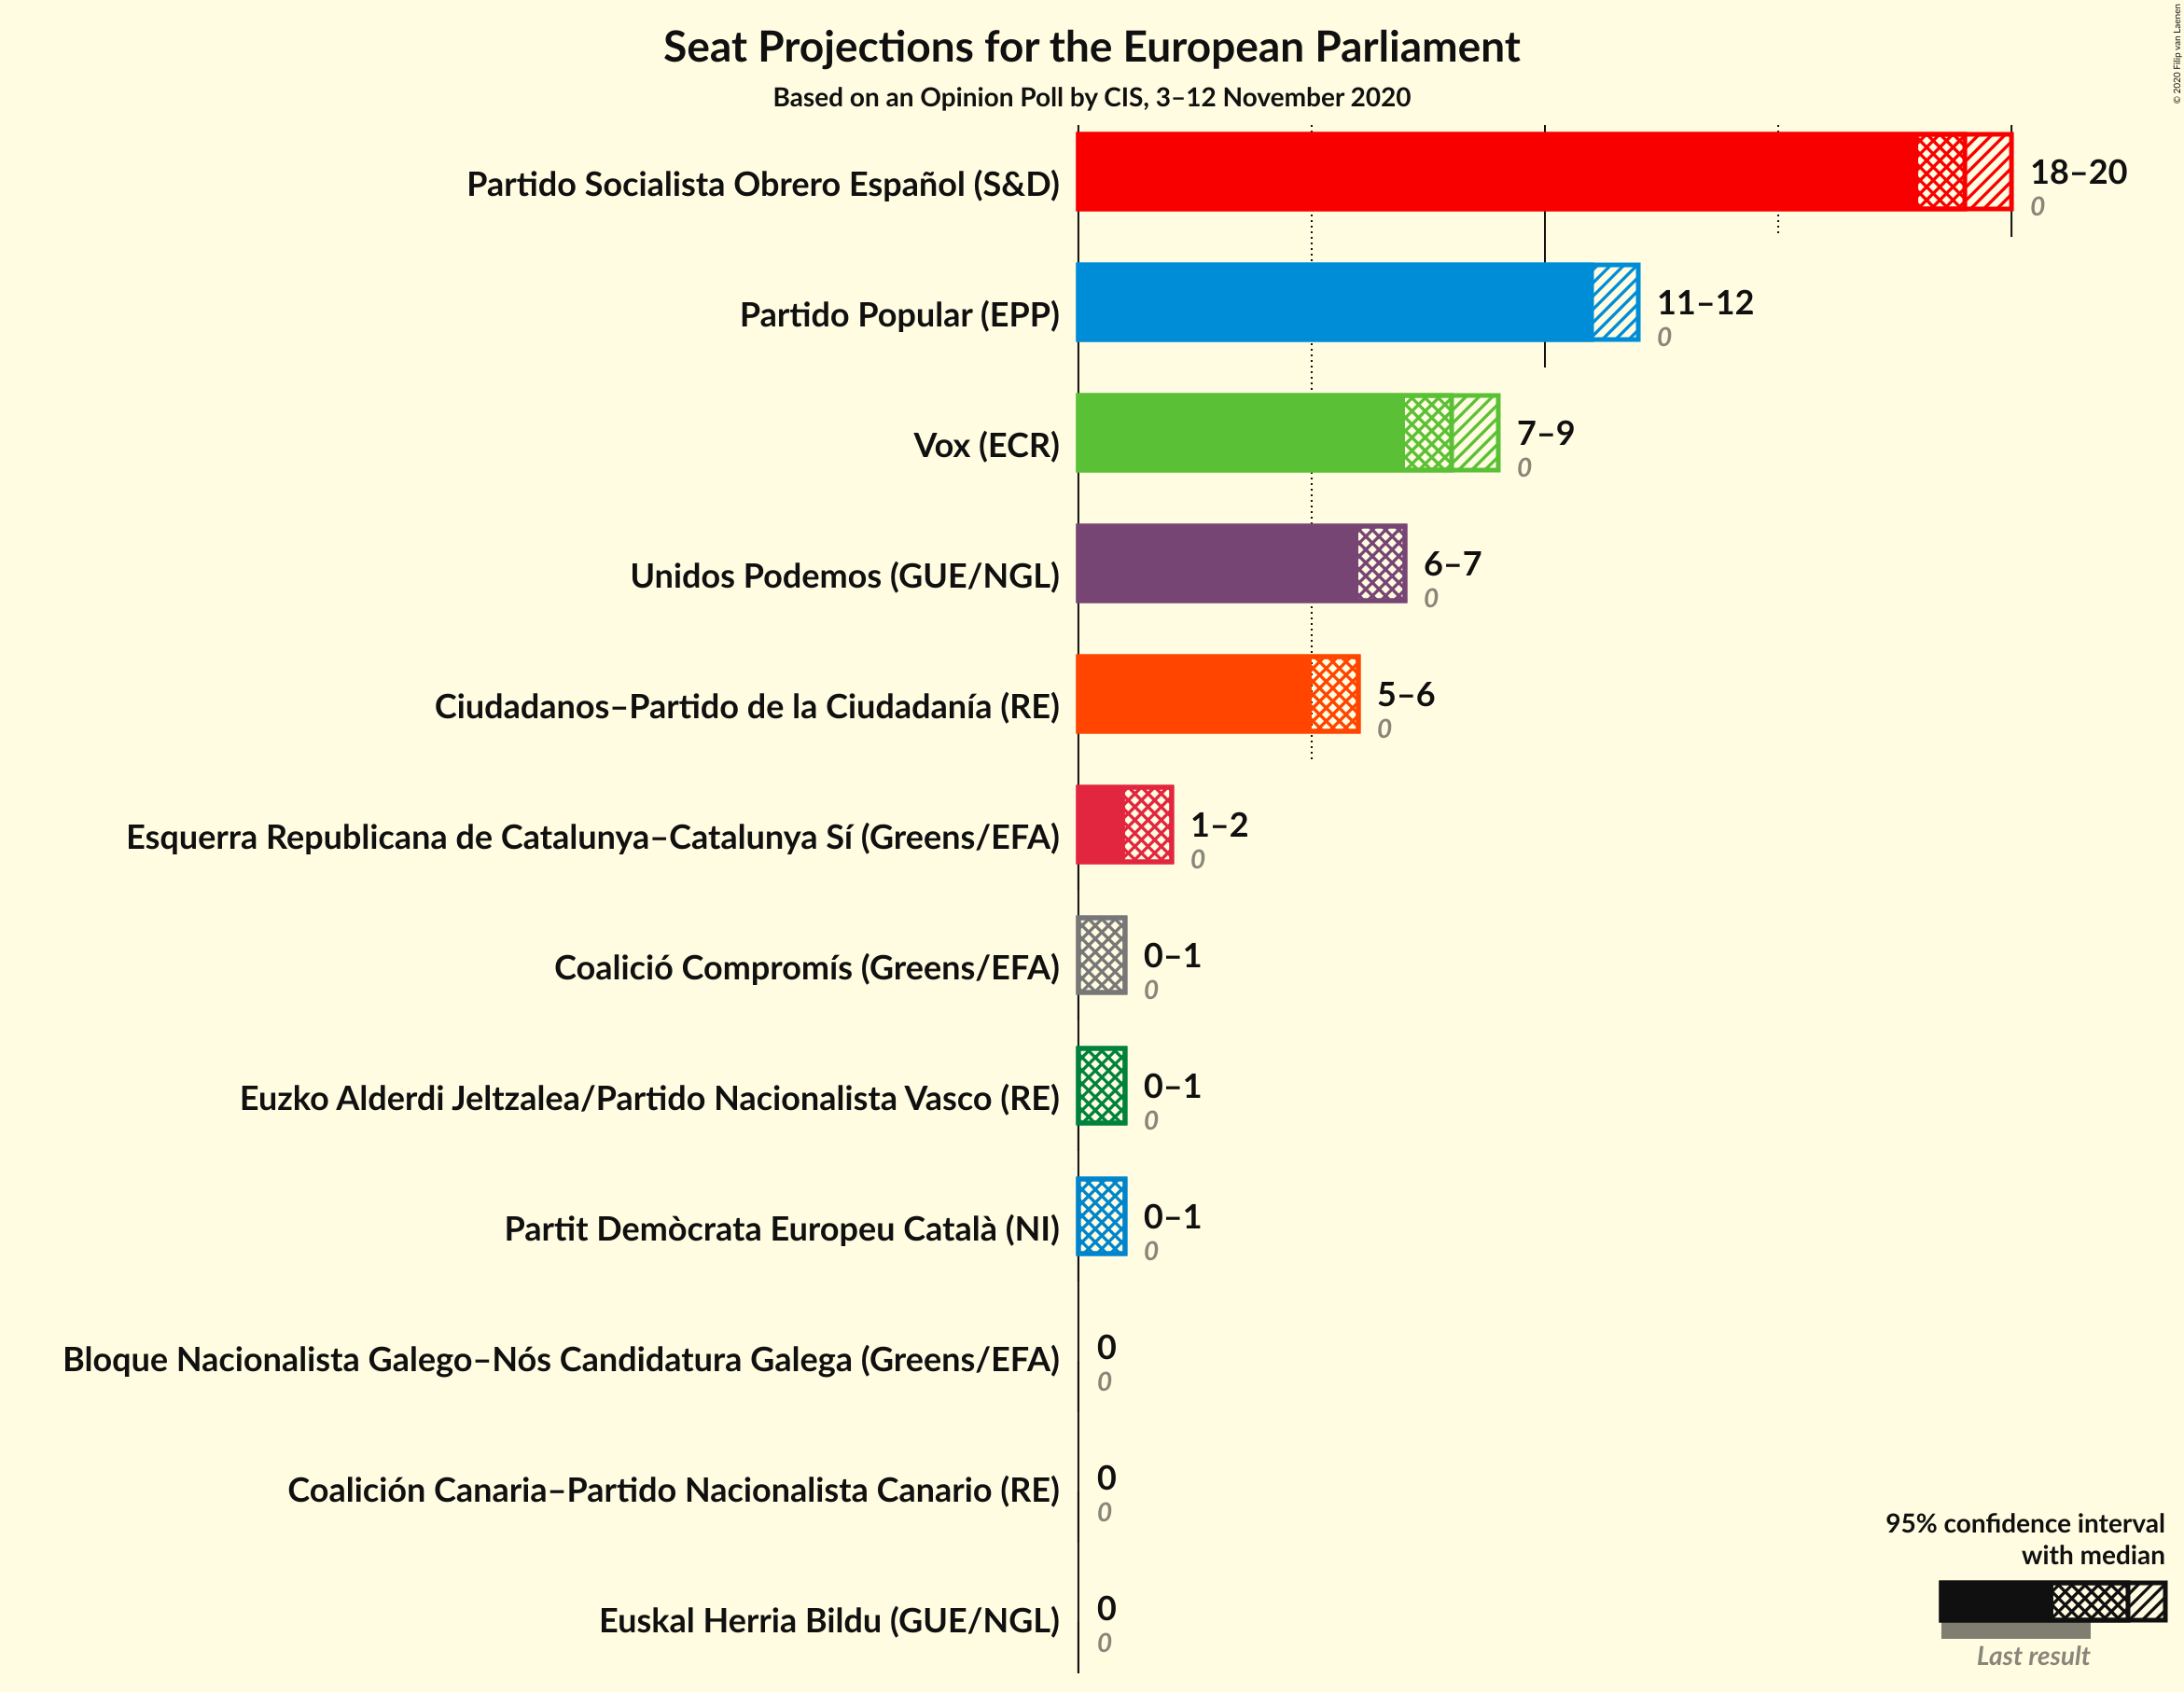 © 2020 Filip van Laenen
Seat Projections for the European Parliament
Based on an Opinion Poll by CIS, 3–12 November 2020
Partido Socialista Obrero Español (S&D)
18–20
0
Partido Popular (EPP)
11–12
0
Vox (ECR)
7–9
0
Unidos Podemos (GUE/NGL)
6–7
0
Ciudadanos–Partido de la Ciudadanía (RE)
5–6
0
Esquerra Republicana de Catalunya–Catalunya Sí (Greens/EFA)
1–2
0
Coalició Compromís (Greens/EFA)
0–1
0
Euzko Alderdi Jeltzalea/Partido Nacionalista Vasco (RE)
0–1
0
Partit Demòcrata Europeu Català (NI)
0–1
0
Bloque Nacionalista Galego–Nós Candidatura Galega (Greens/EFA)
0
0
Coalición Canaria–Partido Nacionalista Canario (RE)
0
0
Euskal Herria Bildu (GUE/NGL)
0
0
95% confidence interval
with median
Last result